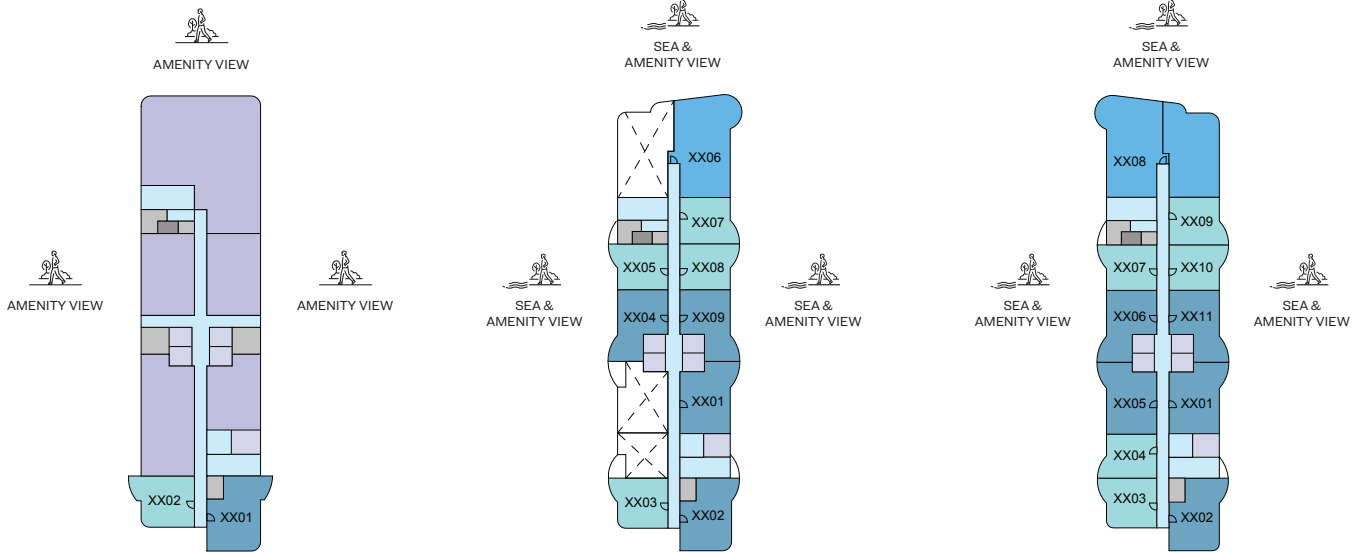 AMENITY VIEW
AMENITY VIEW
AMENITY VIEW
XX02
XX01
SEA &
AMENITY VIEW
SEA &
AMENITY VIEW
SEA &
AMENITY VIEW
XX06
XX07
XX05
XX08
XX04
XX09
XX01
XX03
XX02
SEA &
AMENITY VIEW
SEA &
AMENITY VIEW
SEA &
AMENITY VIEW
XX08
XX09
XX07
XX10
XX06
XX11
XX05
XX01
XX04
XX03
XX02